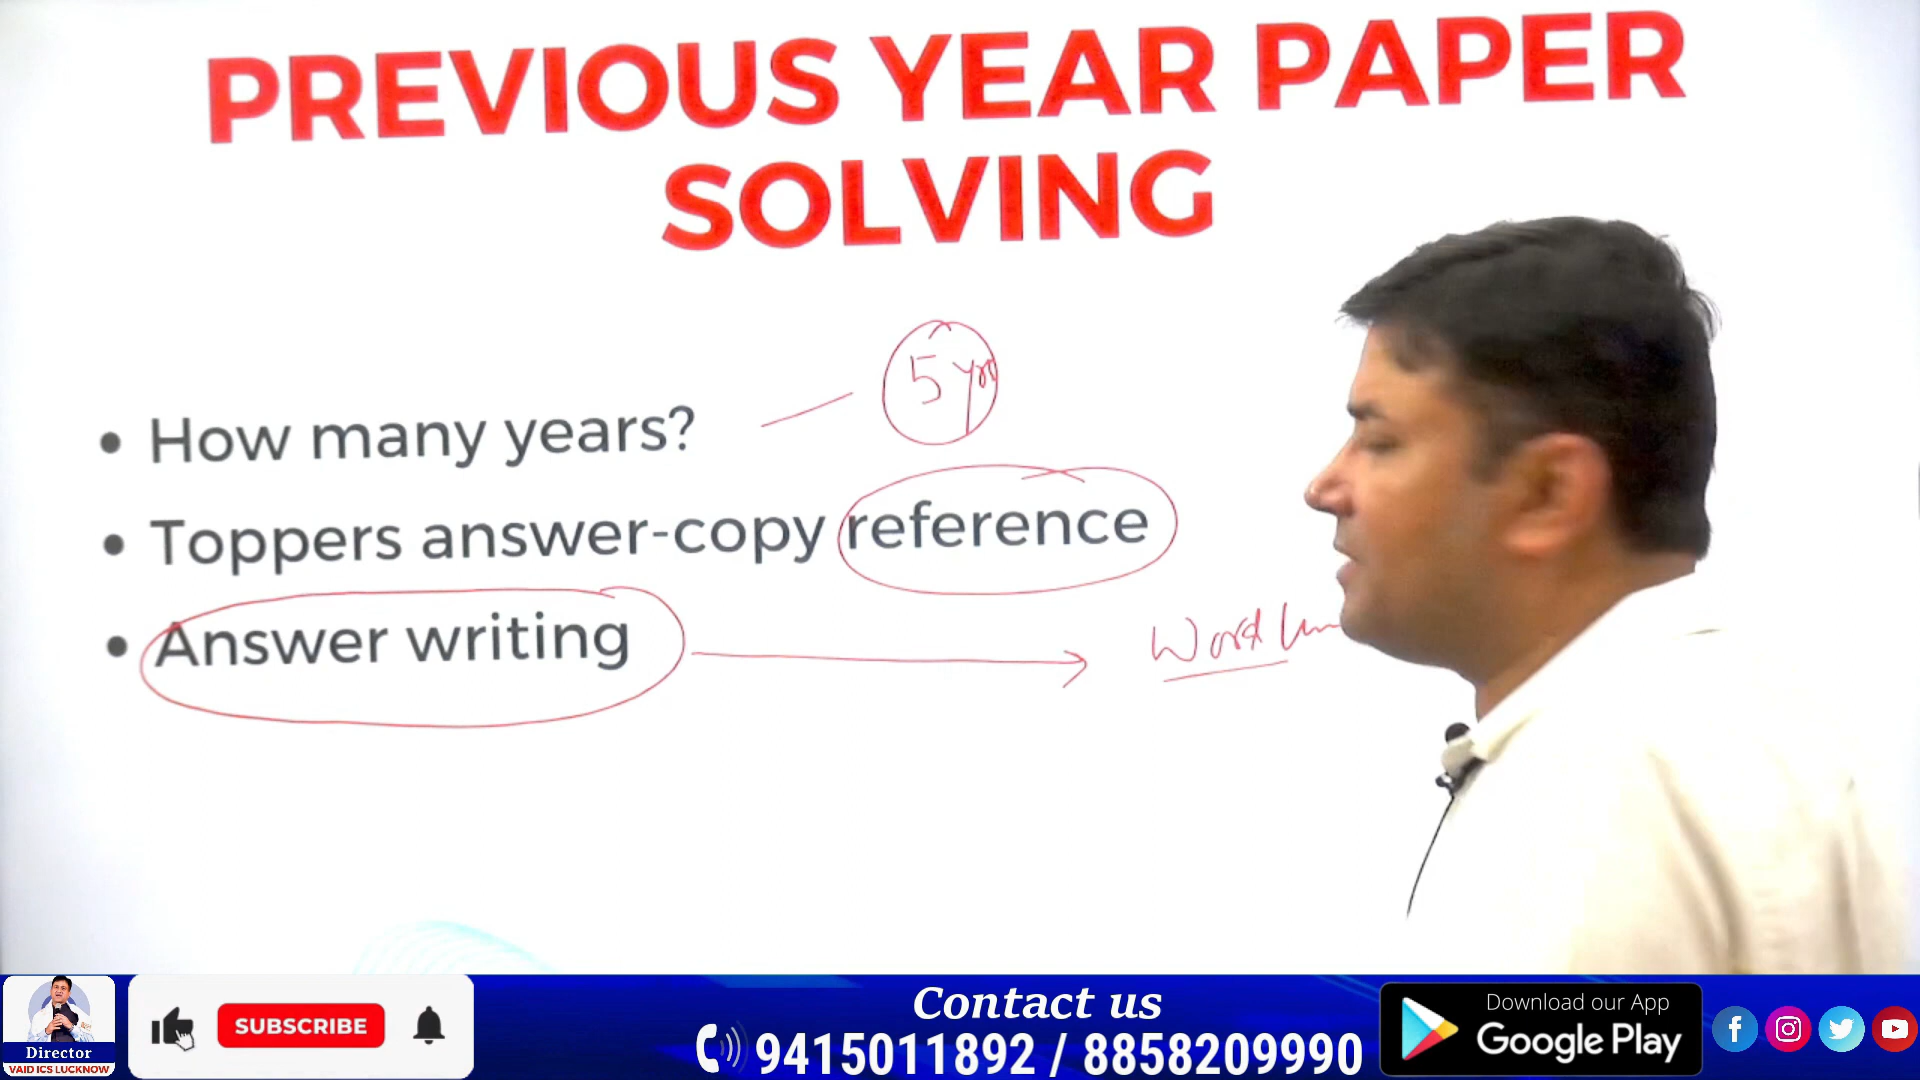 PREVIOUS YEAR PAPER
SOLVING
5 yrs
• How many years?
• Toppers answer-copy reference
• Answer writing
Word
Director
VAID ICS LUCKNOW
SUBSCRIBE
Contact us
9415011892 / 8858209990
Download our App
Google Play